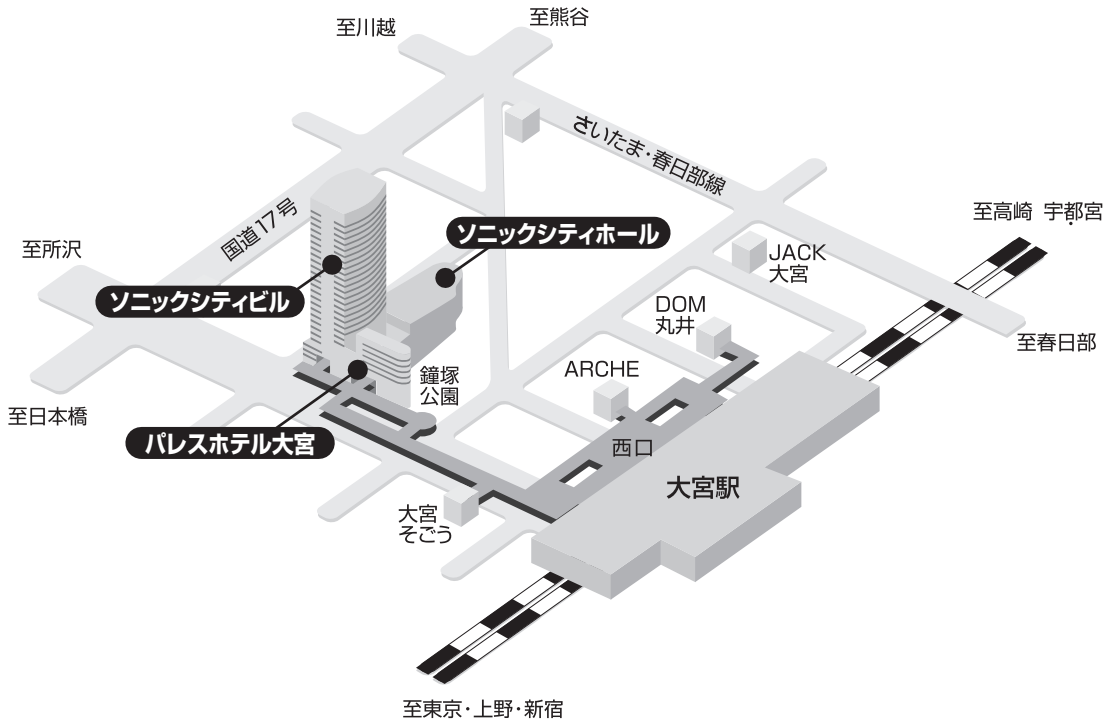 至熊谷
至川越
さいたま・春日部線
国道17号
至高崎 宇都宮
ソニックシティホール
至所沢
JACK
大宮
ソニックシティビル
DOM
丸井
至春日部
ARCHE
鐘塚
公園
至日本橋
パレスホテル大宮
西口
大宮駅
大宮
そごう
至東京・上野・新宿